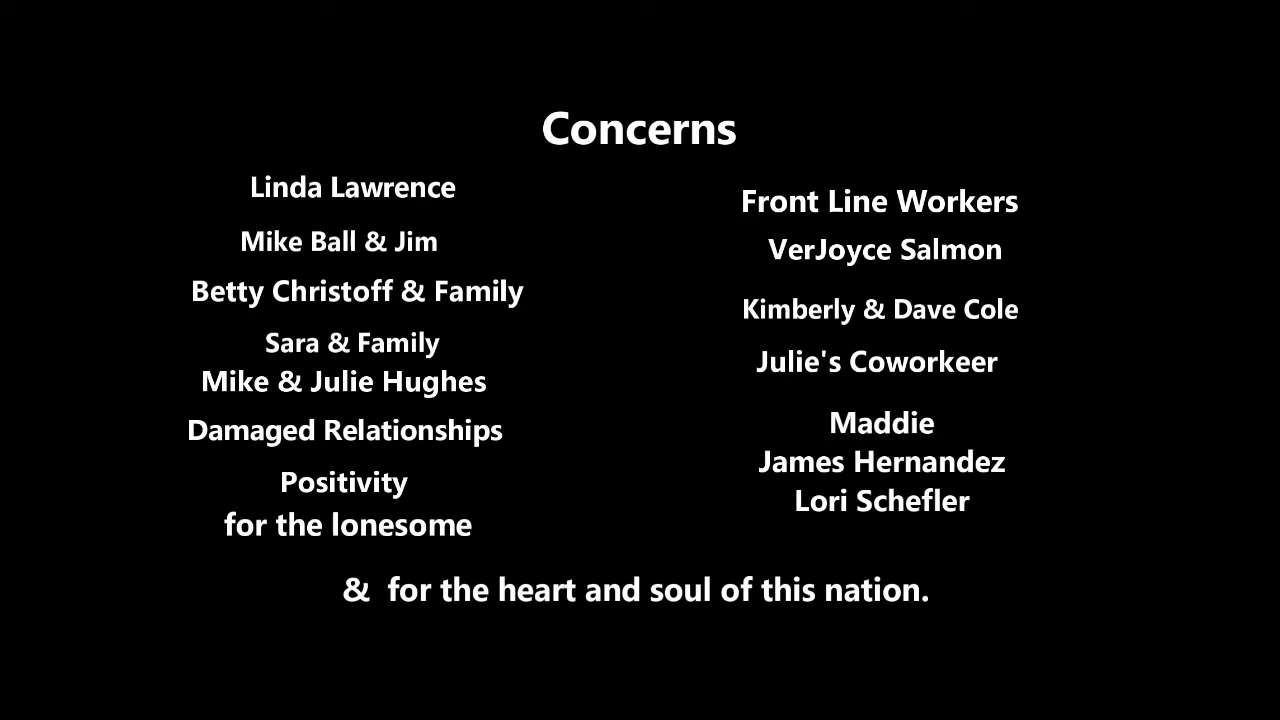 Concerns
Linda Lawrence
Mike Ball & Jim
Betty Christoff & Family
Sara & Family
Mike & Julie Hughes
Damaged Relationships
Positivity
for the lonesome
Front Line Workers
VerJoyce Salmon
Kimberly & Dave Cole
Julie's Coworkeer
Maddie
James Hernandez
Lori Schefler
& for the heart and soul of this nation.